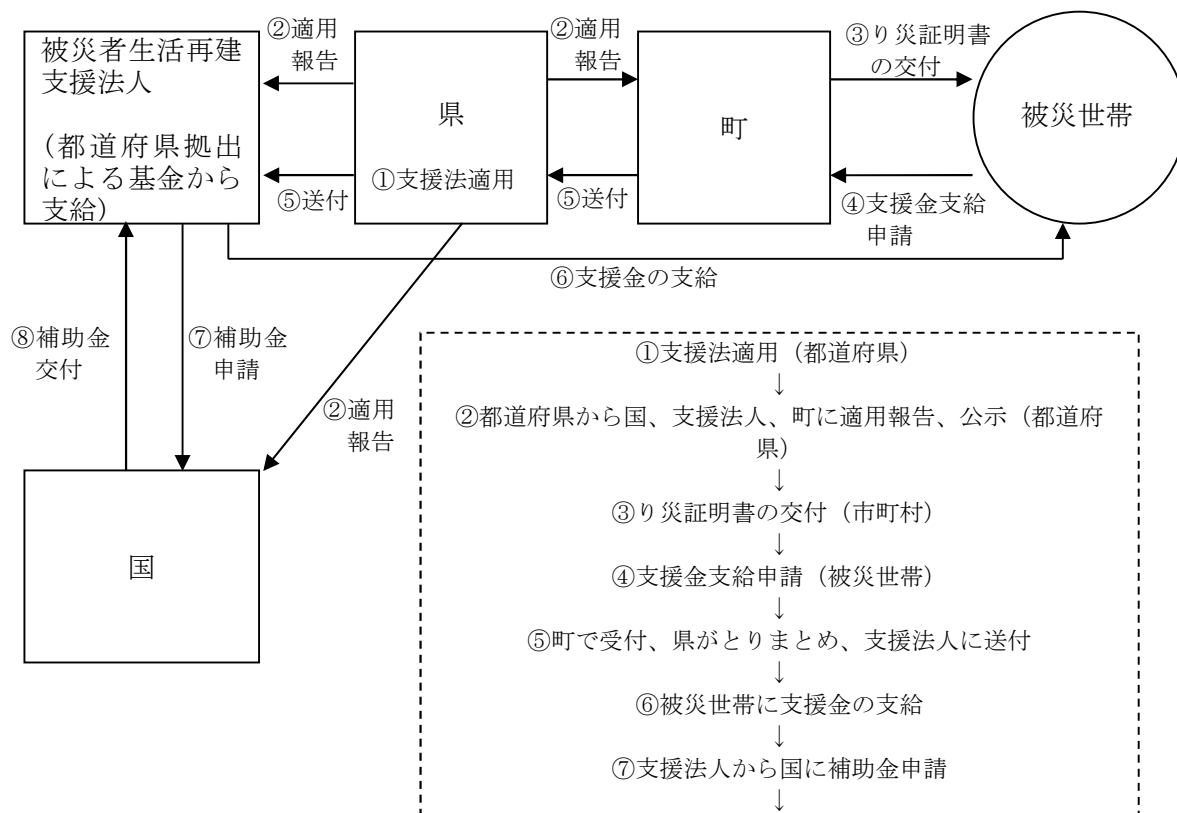 被災者生活再建
支援法人
(都道府県拠出
による基金から
支給)
②適用
報告
県
①支援法適用
②適用
報告
町
③り災証明書
の交付
被災世帯
⑤送付
⑤送付
④支援金支給
申請
⑥支援金の支給
⑧補助金
交付
⑦補助金
申請
②適用
報告
国
①支援法適用(都道府県)
↓
②都道府県から国、支援法人、町に適用報告、公示(都道府
県)
↓
③り災証明書の交付(市町村)
↓
④支援金支給申請(被災世帯)
↓
⑤町で受付、県がとりまとめ、支援法人に送付
↓
⑥被災世帯に支援金の支給
↓
⑦支援法人から国に補助金申請
↓